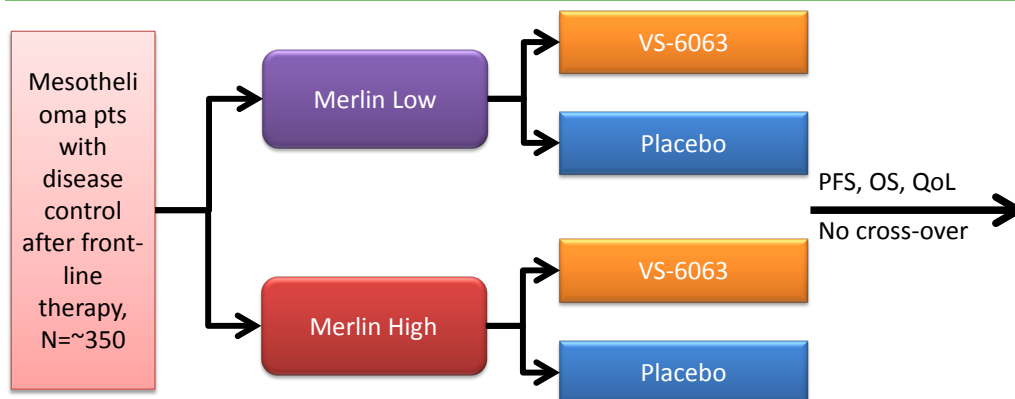 Mesotheli
oma pts
with
disease
control
after front-
line
therapy,
N=~350
Merlin Low
VS-6063
Placebo
Merlin High
VS-6063
Placebo
PFS, OS, QoL
No cross-over